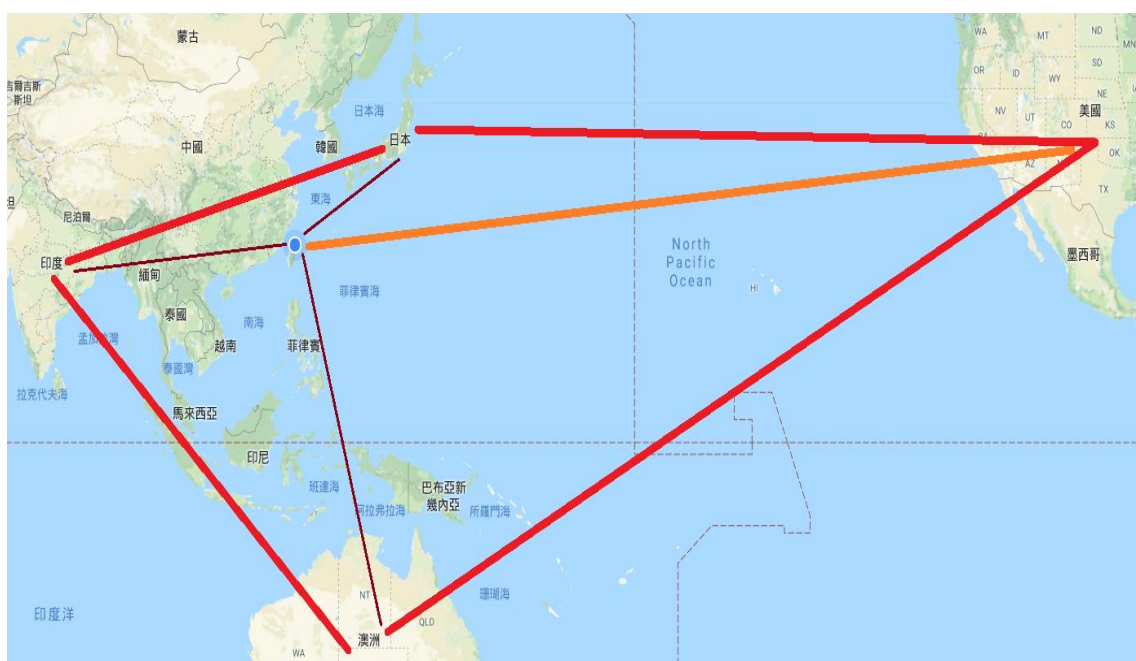 蒙古
WA
MT
ND
MN
吉爾吉斯
斯坦
OR
ID
WY
SD
NE
日本海
美國
NV
UT
CO
KS
中國
韓國
日本
OK
AZ
TX
東海
尼泊爾
North
Pacific
Ocean
墨西哥
印度
緬甸
HI
菲律賓海
泰國
南海
越南
菲律賓
泰國灣
拉克代夫海
馬來西亞
印尼
班達海
巴布亞新
幾內亞
阿拉弗拉海
所羅門海
NT
珊瑚海
印度洋
QLD
澳洲
WA